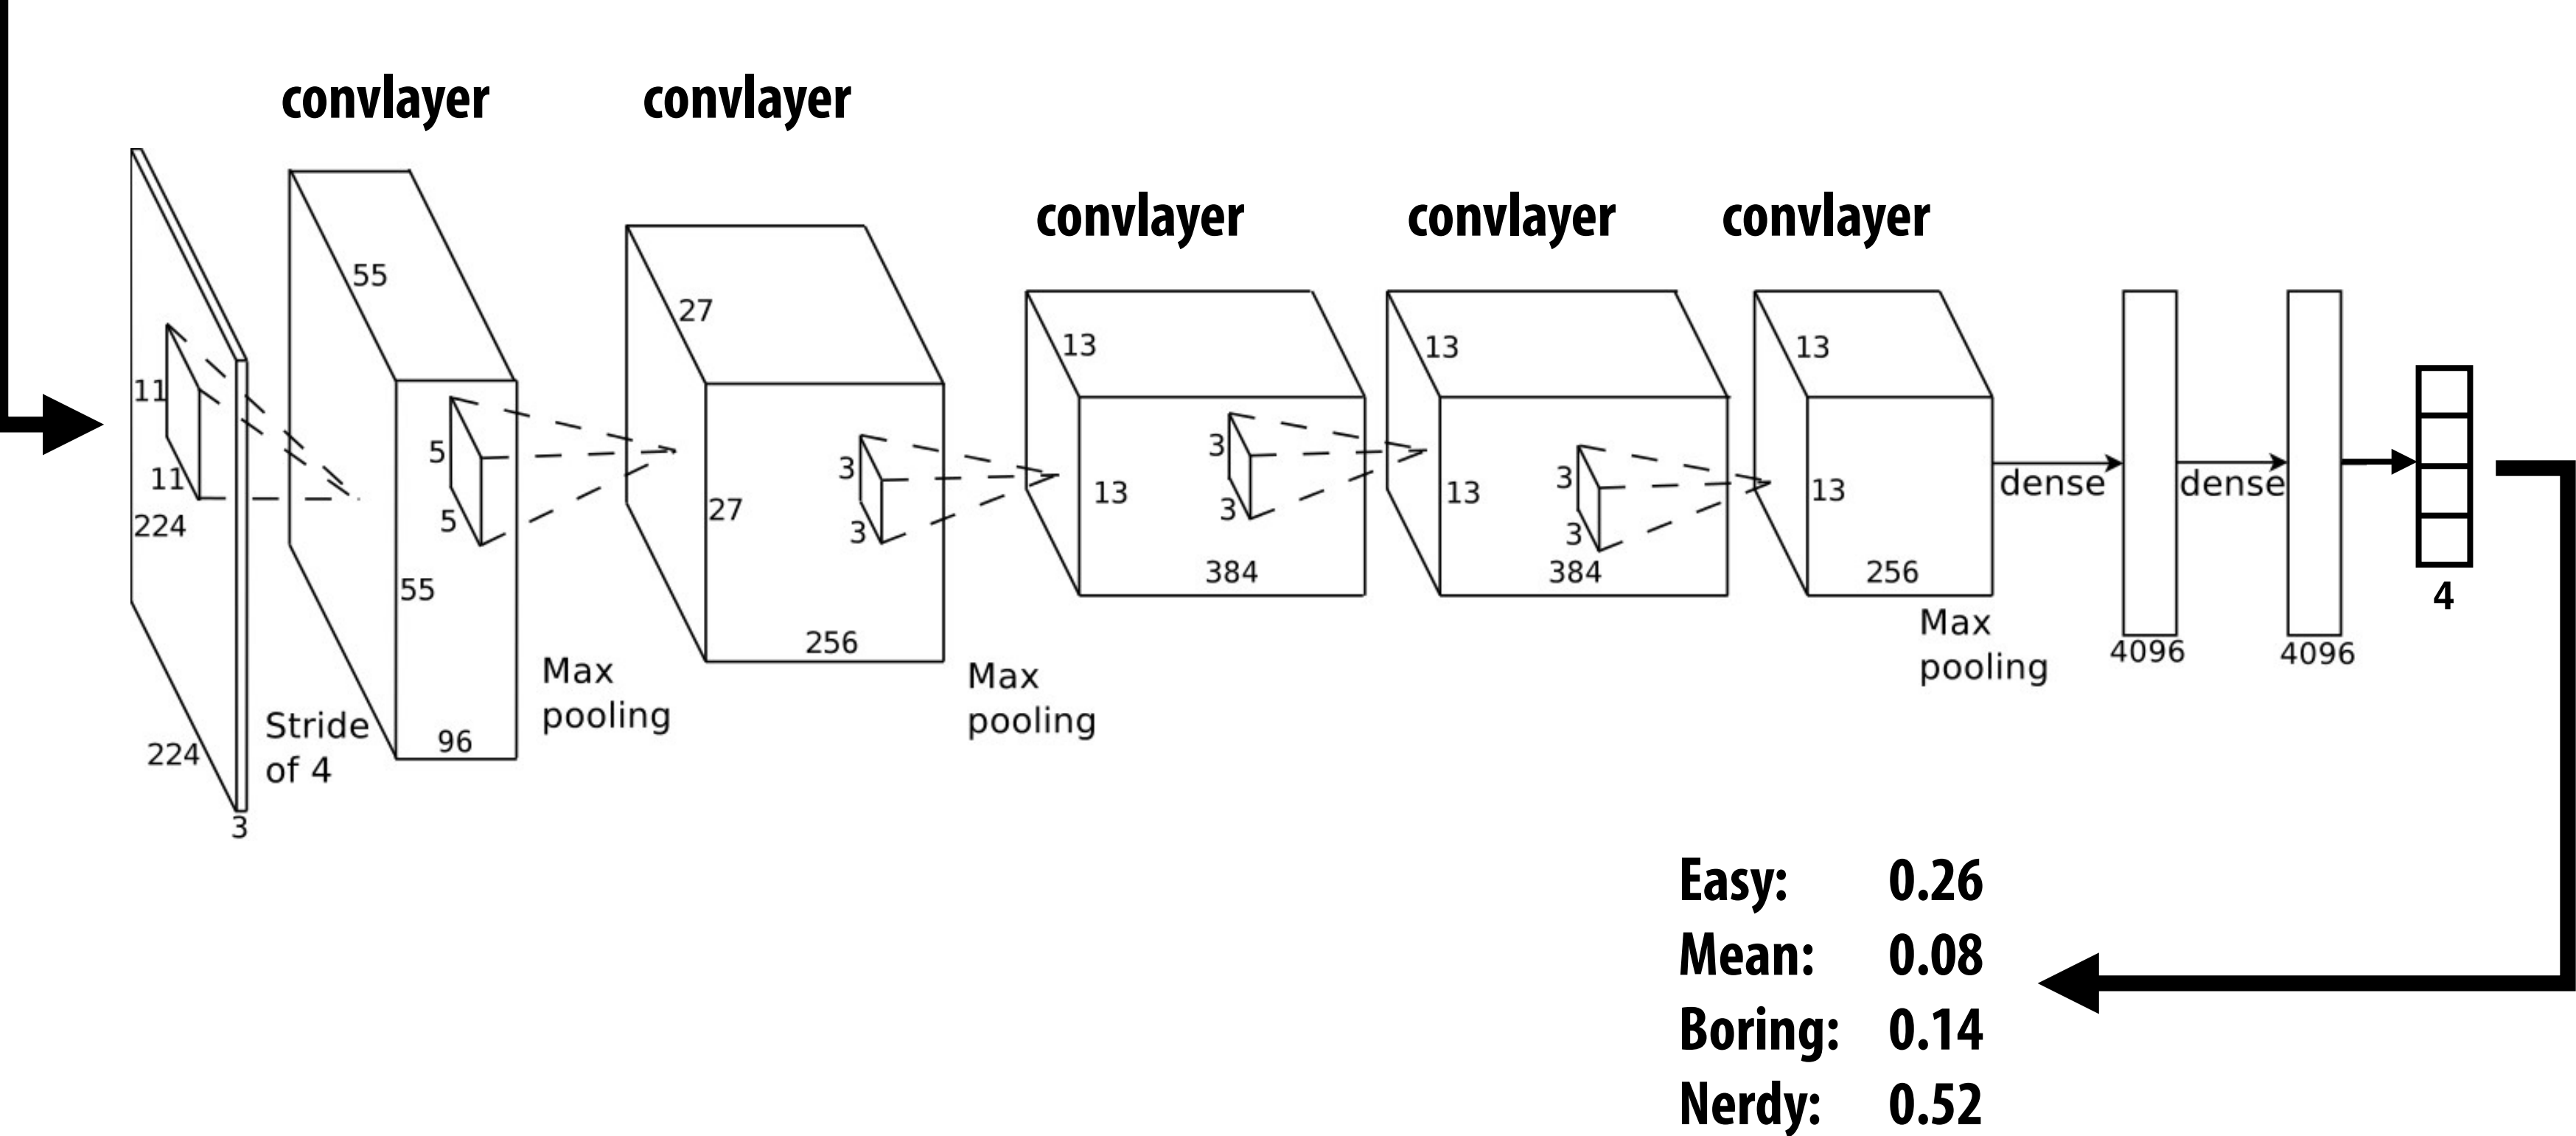 convlayer
convlayer
convlayer
convlayer
convlayer
11
11
224
224
3
Stride
of 4
55
55
96
5
5
Max
pooling
27
27
256
3
3
Max
pooling
13
13
384
3
3
13
13
384
3
3
13
13
256
Max
pooling
dense
4096
dense
4096
4
Easy: 0.26
Mean: 0.08
Boring: 0.14
Nerdy: 0.52